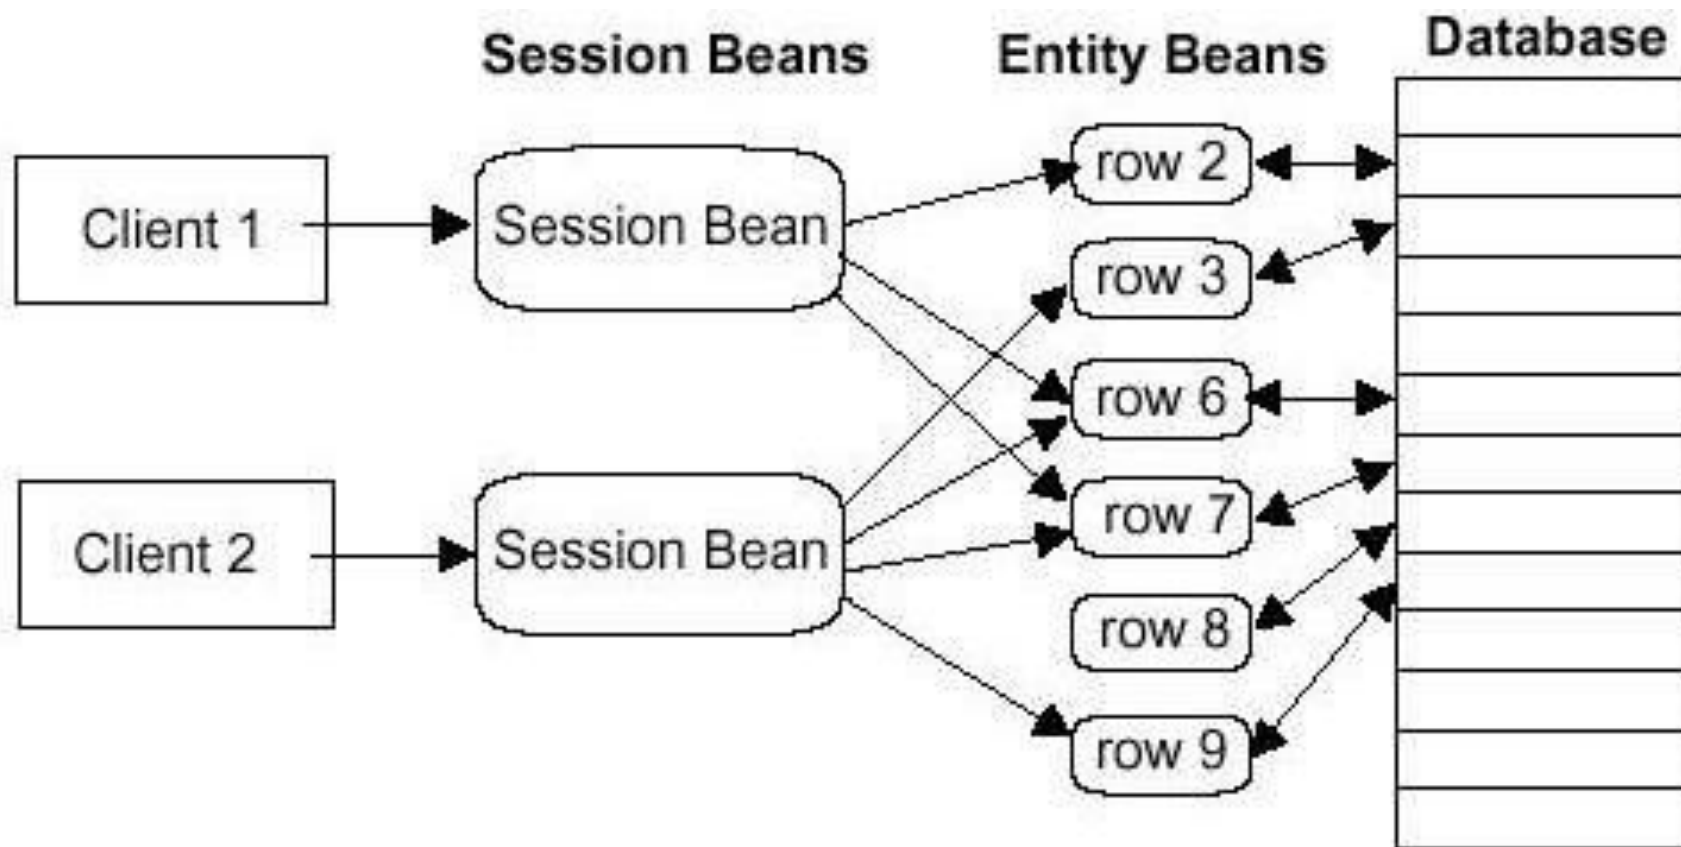 Session Beans
Entity Beans
Database
Client 1
Session Bean
row 2
row 3
row 6
Client 2
Session Bean
row 7
row 8
row 9